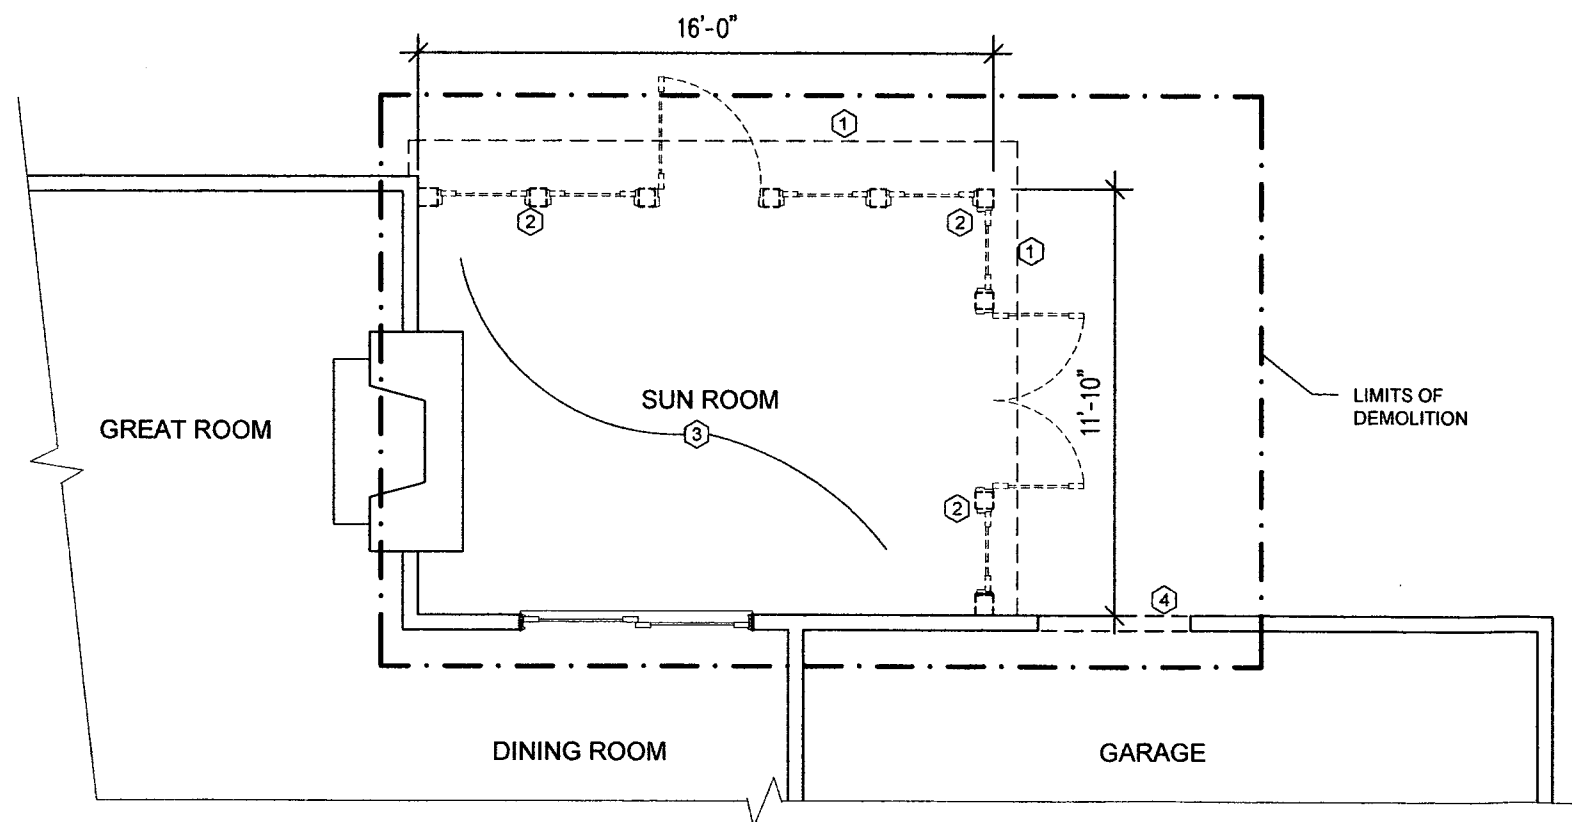 16'-0"
1
2
2
1
SUN ROOM
11'-10"
LIMITS OF
DEMOLITION
GREAT ROOM
3
2
4
DINING ROOM
GARAGE